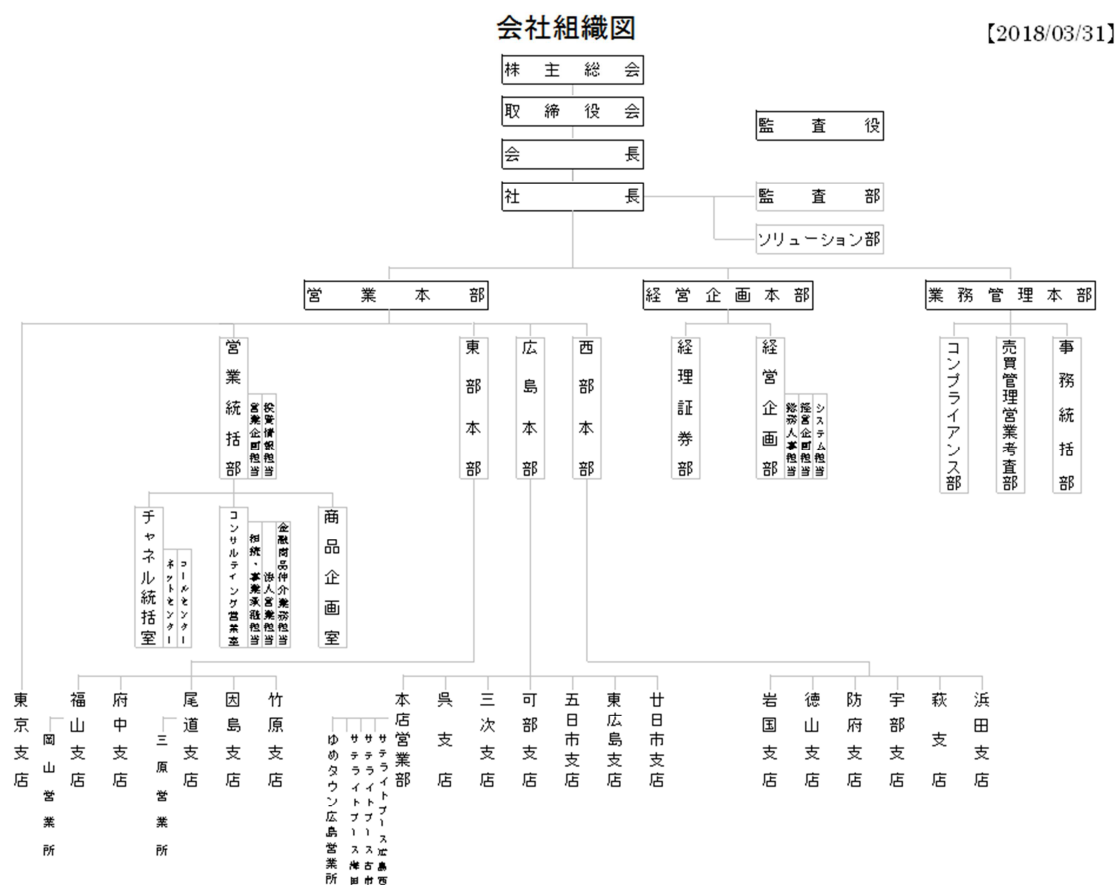 会社組織図
【2018/03/31】
株主総会
取締役会
監査役
会長
社長
監査部
ソリューション部
営業本部
経営企画本部
業務管理本部
営業統括部
営業企画担当
投資情報担当
東部本部
広島本部
西部本部
経理証券部
経営企画部
総務人事担当
経営企画担当
システム担当
コンプライアンス部
売買管理営業考査部
事務統括部
チャネル統括室
ネットセンター
コールセンター
コンサルティング営業室
相続・事業承継担当
法人営業担当
金融商品仲介業務担当
商品企画室
東京支店
岡山営業所
福山支店
府中支店
三原営業所
尾道支店
因島支店
竹原支店
ゆめタウン広島営業所
サテライトブース海田
サテライトブース古市
サテライトブース広島西
本店営業部
呉支店
三次支店
可部支店
五日市支店
東広島支店
廿日市支店
岩国支店
徳山支店
防府支店
宇部支店
萩支店
浜田支店